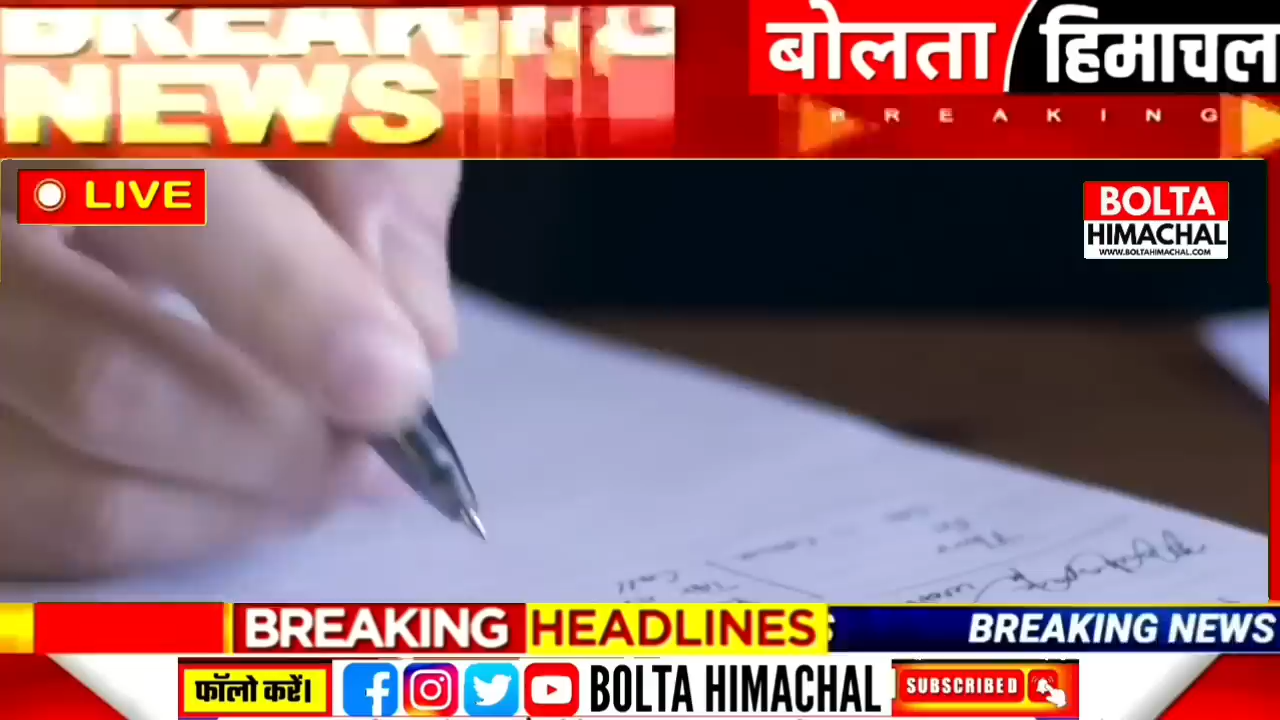 BREAKING
NEWS
बोलता हिमाचल
BREAKING
LIVE
BOLTA
HIMACHAL
WWW.BOLTAHIMACHAL.COM
BREAKING HEADLINES
BREAKING NEWS
फॉलो करें।
BOLTA HIMACHAL
SUBSCRIBED